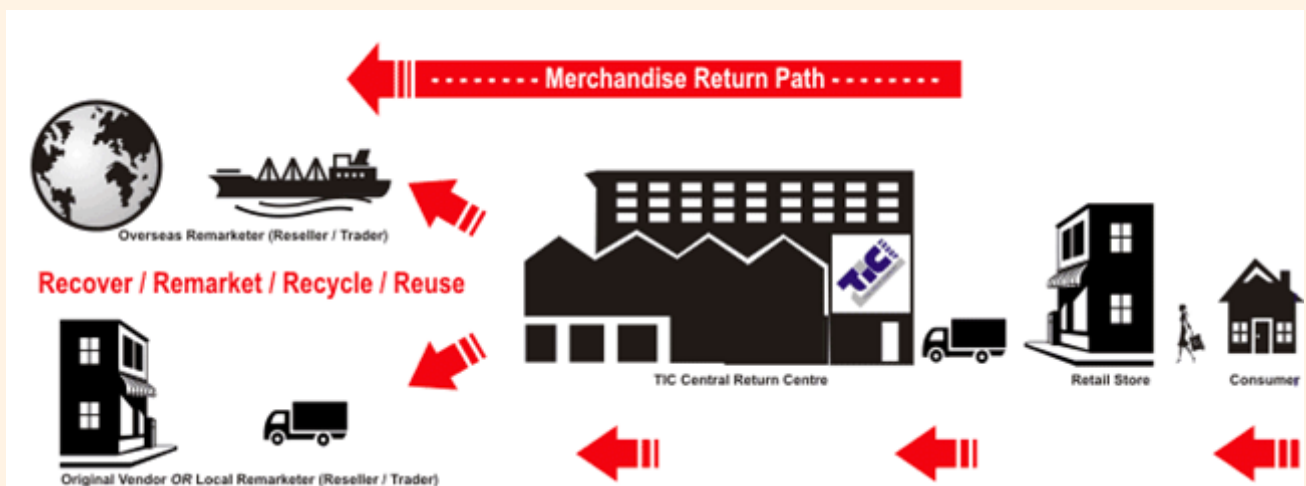 - - - - - - - - Merchandise Return Path - - - - - - - -
Overseas Remarketer (Reseller / Trader)
Recover / Remarket / Recycle / Reuse
TIC GROUP
TIC Central Return Centre
Retail Store
Consumer
Original Vendor OR Local Remarketer (Reseller / Trader)